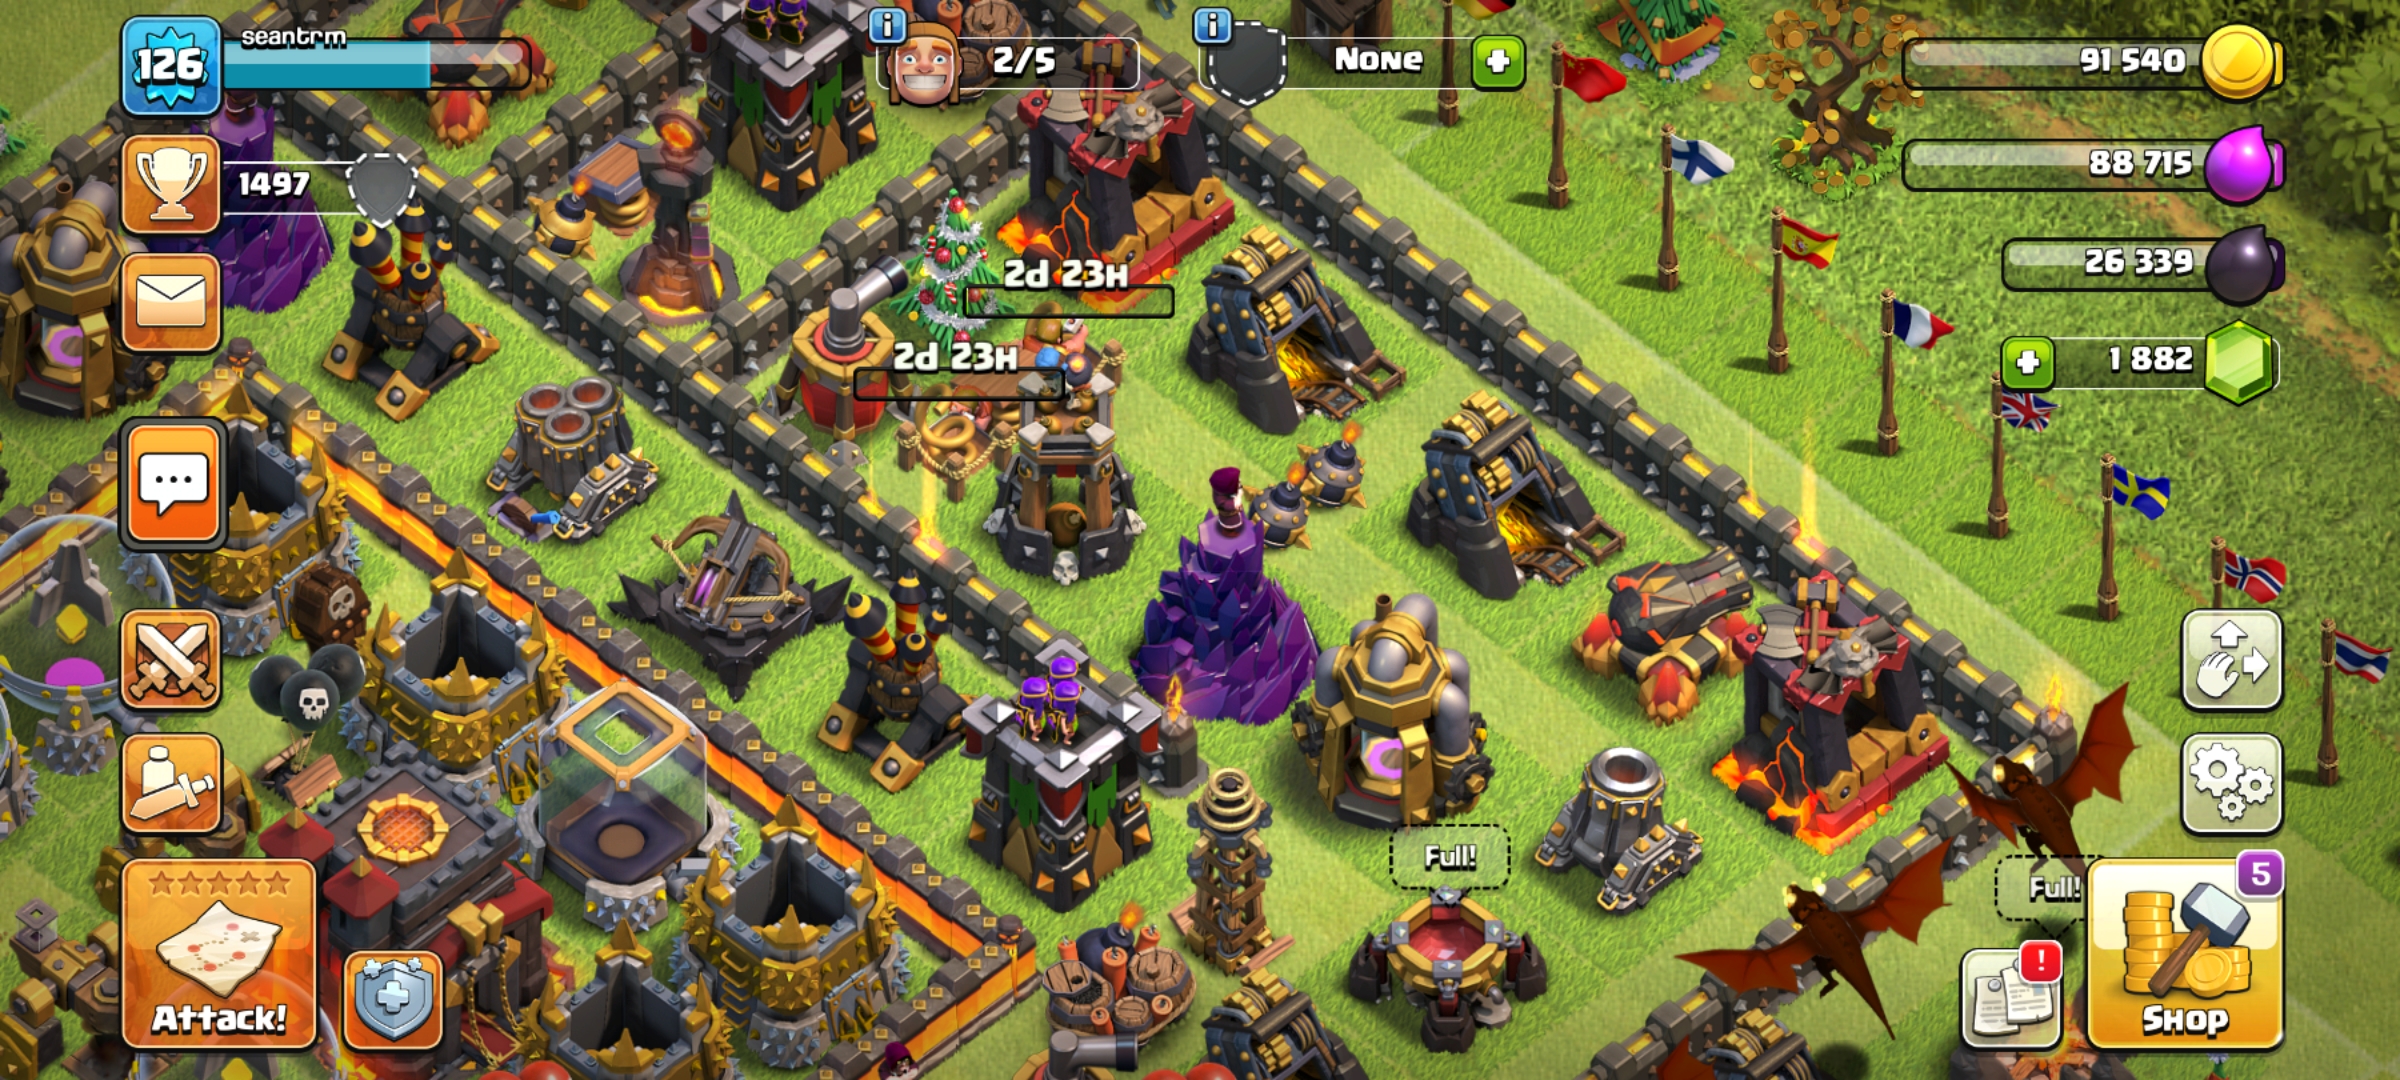 126
seantrm
2/5
None
91 540
1497
88 715
26 339
2d 23H
2d 23H
1 882
Full!
Full!
5
!
Attack!
Shop